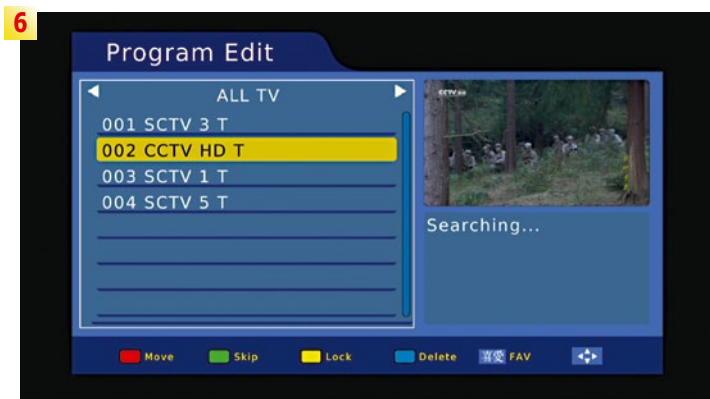 6
Program Edit
ALL TV
001 SCTV 3 T
002 CCTV HD T
003 SCTV 1 T
004 SCTV 5 T
Searching...
Move Skip Lock Delete 喜愛 FAV